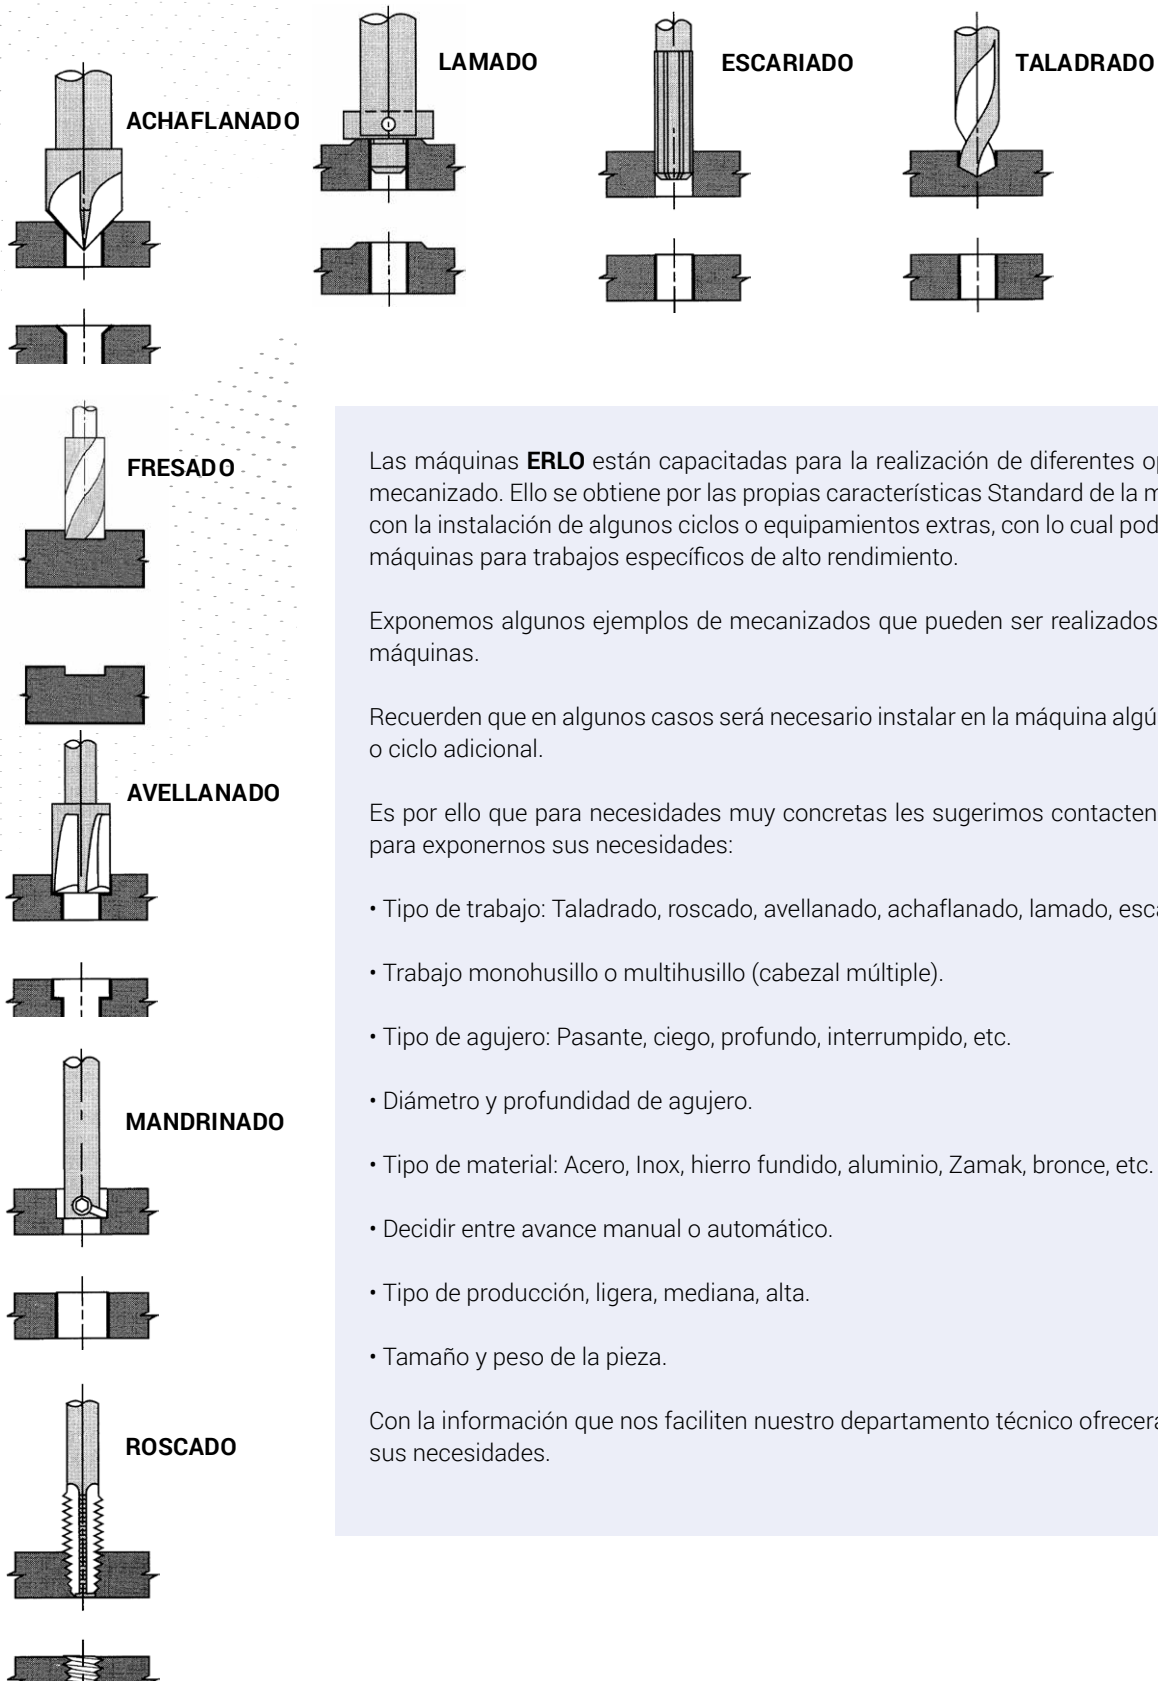 LAMADO
ESCARIADO
TALADRADO
ACHAFLANADO
FRESADO
AVELLANADO
MANDRINADO
ROSCADO
Las máquinas ERLO están capacitadas para la realización de diferentes
mecanizado. Ello se obtiene por las propias características Standard de la
con la instalación de algunos ciclos o equipamientos extras, con lo cual
máquinas para trabajos específicos de alto rendimiento.
Exponemos algunos ejemplos de mecanizados que pueden ser realizados
máquinas.
Recuerden que en algunos casos será necesario instalar en la máquina
o ciclo adicional.
Es por ello que para necesidades muy concretas les sugerimos
para exponernos sus necesidades:
• Tipo de trabajo: Taladrado, roscado, avellanado, achaflanado, lamado,
• Trabajo monohusillo o multihusillo (cabezal múltiple).
• Tipo de agujero: Pasante, ciego, profundo, interrumpido, etc.
• Diámetro y profundidad de agujero.
• Tipo de material: Acero, Inox, hierro fundido, aluminio, Zamak, bronce, etc.
• Decidir entre avance manual o automático.
• Tipo de producción, ligera, mediana, alta.
• Tamaño y peso de la pieza.
Con la información que nos faciliten nuestro departamento técnico
sus necesidades.